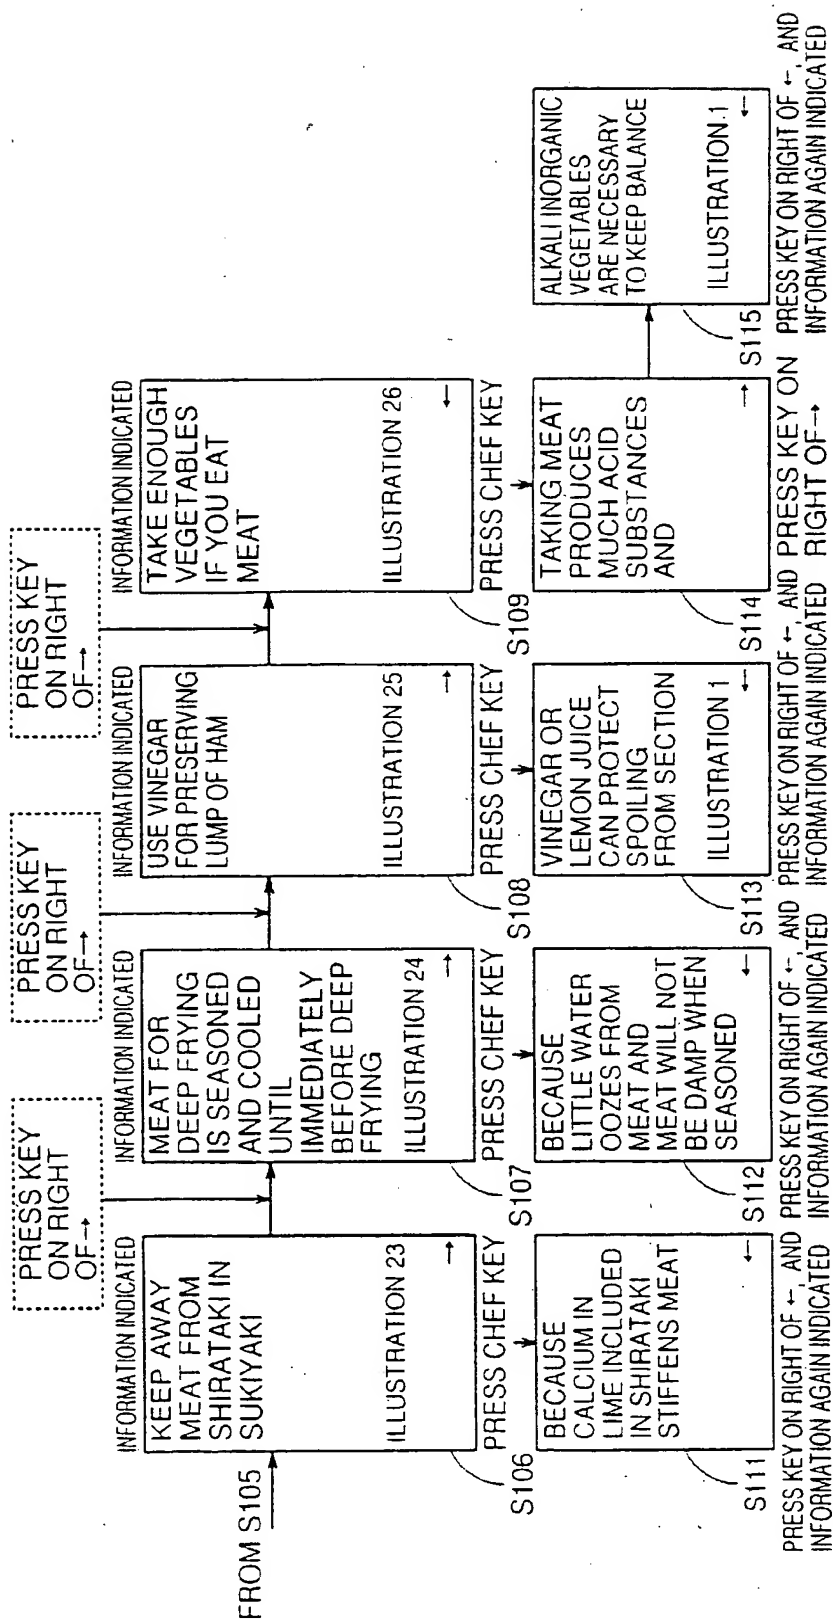 PRESS KEY
ON RIGHT
OF→
PRESS KEY
ON RIGHT
OF→
PRESS KEY
ON RIGHT
OF→
FROM S105
INFORMATION INDICATED
KEEP AWAY
MEAT FROM
SHIRATAKI IN
SUKIYAKI
ILLUSTRATION 23
→
S106
INFORMATION INDICATED
MEAT FOR
DEEP FRYING
IS SEASONED
AND COOLED
UNTIL
IMMEDIATELY
BEFORE DEEP
FRYING
ILLUSTRATION 24
→
S107
INFORMATION INDICATED
USE VINEGAR
FOR PRESERVING
LUMP OF HAM
ILLUSTRATION 25
→
S108
INFORMATION INDICATED
TAKE ENOUGH
VEGETABLES
IF YOU EAT
MEAT
ILLUSTRATION 26
←
S109
PRESS CHEF KEY
BECAUSE
CALCIUM IN
LIME INCLUDED
IN SHIRATAKI
STIFFENS MEAT
←
S111
PRESS KEY ON RIGHT OF ←, AND
INFORMATION AGAIN INDICATED
PRESS CHEF KEY
BECAUSE
LITTLE WATER
OOZES FROM
MEAT AND
MEAT WILL NOT
BE DAMP WHEN
SEASONED
←
S112
PRESS KEY ON RIGHT OF ←, AND
INFORMATION AGAIN INDICATED
PRESS CHEF KEY
VINEGAR OR
LEMON JUICE
CAN PROTECT
SPOILING
FROM SECTION
ILLUSTRATION 1
←
S113
PRESS KEY ON RIGHT OF ←, AND
INFORMATION AGAIN INDICATED
PRESS CHEF KEY
TAKING MEAT
PRODUCES
MUCH ACID
SUBSTANCES
AND
→
S114
PRESS KEY ON
RIGHT OF→
ALKALI INORGANIC
VEGETABLES
ARE NECESSARY
TO KEEP BALANCE
ILLUSTRATION 1
←
S115
PRESS KEY ON RIGHT OF ←, AND
INFORMATION AGAIN INDICATED